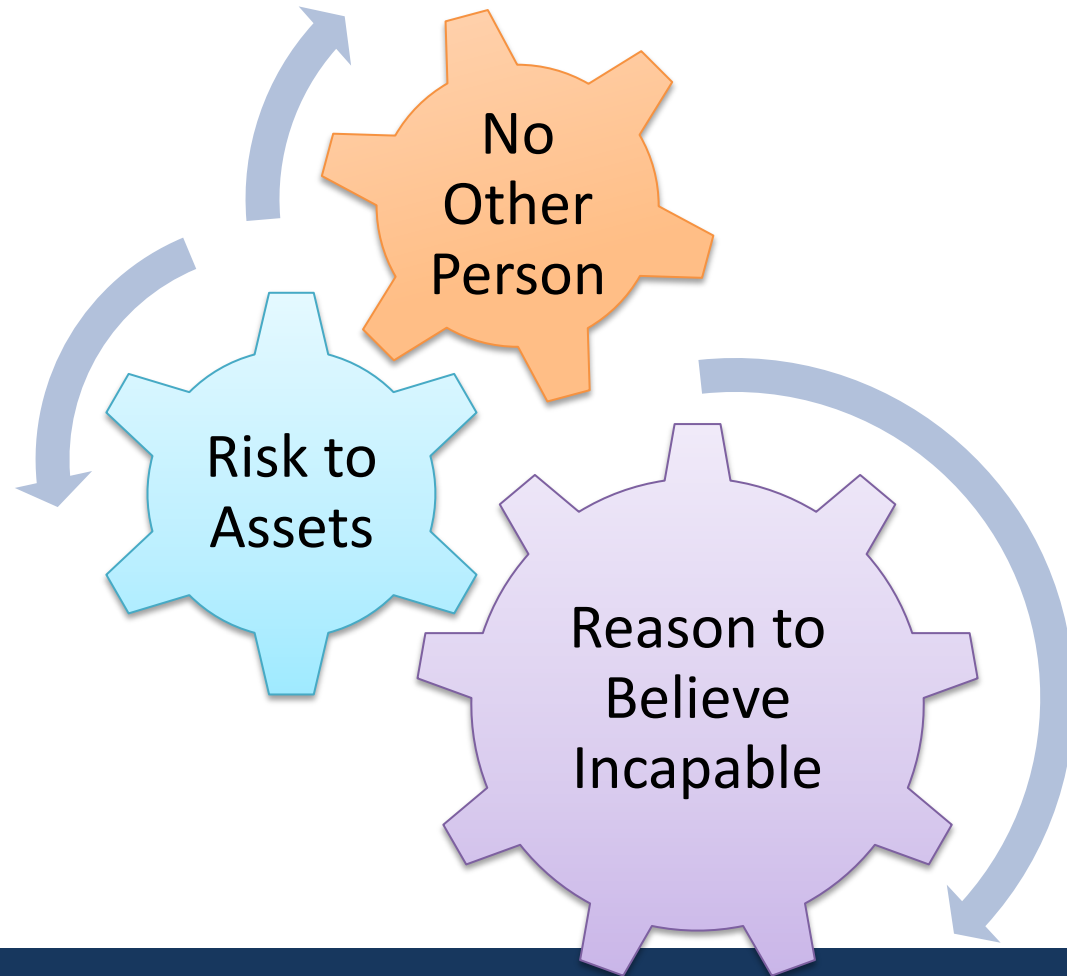 No
Other
Person
Risk to
Assets
Reason to
Believe
Incapable